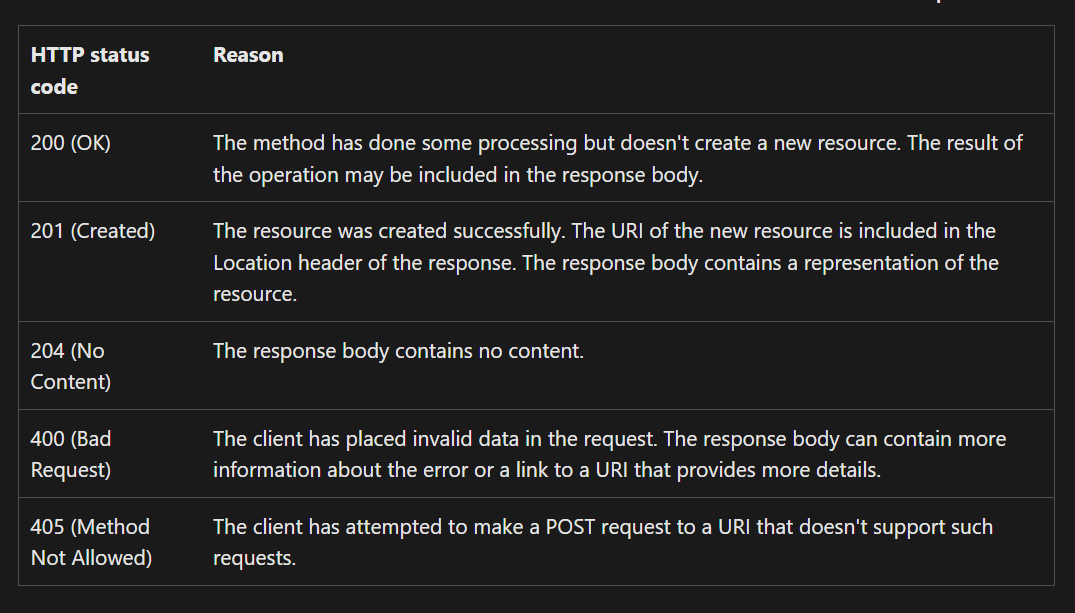 HTTP status
code
Reason
200 (OK)
The method has done some processing but doesn't create a new resource. The result of
the operation may be included in the response body.
201 (Created)
The resource was created successfully. The URI of the new resource is included in the
Location header of the response. The response body contains a representation of the
resource.
204 (No
Content)
The response body contains no content.
400 (Bad
Request)
The client has placed invalid data in the request. The response body can contain more
information about the error or a link to a URI that provides more details.
405 (Method
Not Allowed)
The client has attempted to make a POST request to a URI that doesn't support such
requests.